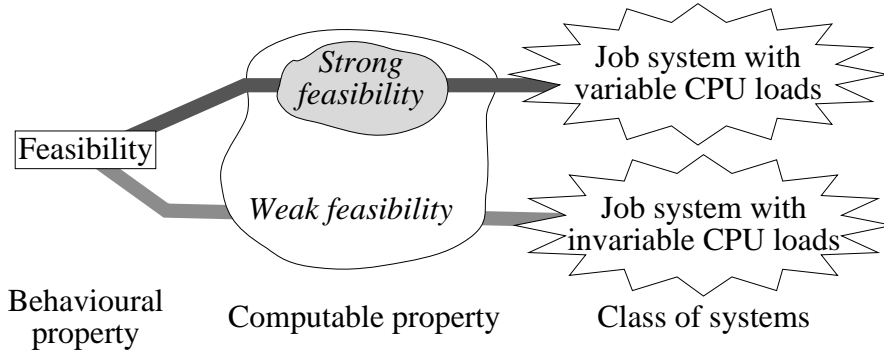 Strong
feasibility
Job system with
variable CPU loads
Feasibility
Weak feasibility
Job system with
invariable CPU loads
Behavioural
property
Computable property
Class of systems